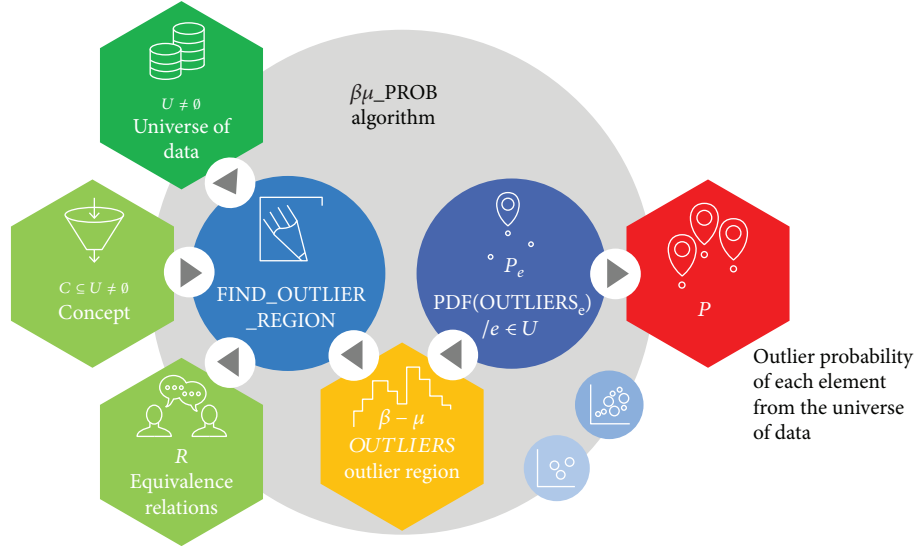 U ≠ ∅
Universe of
data
βμ_PROB
algorithm
C ⊆ U ≠ ∅
Concept
FIND_OUTLIER
_REGION
P_e
PDF(OUTLIERS_e)
/e ∈ U
P
R
Equivalence
relations
β − μ
OUTLIERS
outlier region
Outlier probability
of each element
from the universe
of data